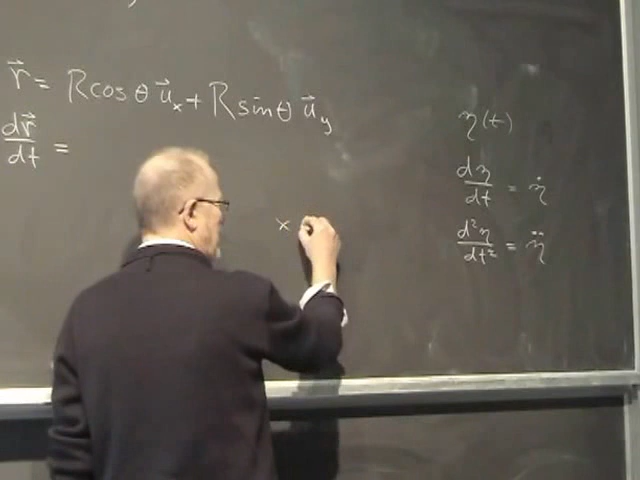 r⃗ = R cos θ u⃗ₓ + R sin θ u⃗ᵧ
dr⃗/dt =
x
η(t)
dη/dt = η̇
d²η/dt² = η̈